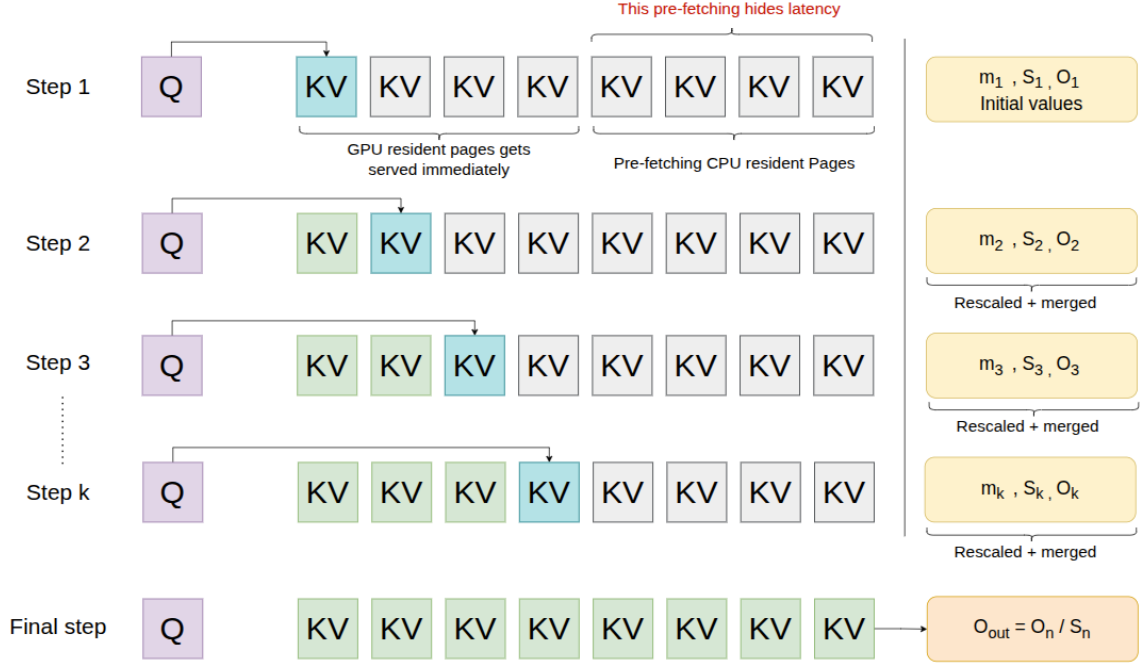 This pre-fetching hides latency
Step 1
Q
KV KV KV KV KV KV KV KV
m1 , S1 , O1
Initial values
GPU resident pages gets
served immediately
Pre-fetching CPU resident Pages
Step 2
Q
KV KV KV KV KV KV KV KV
m2 , S2 , O2
Rescaled + merged
Step 3
Q
KV KV KV KV KV KV KV KV
m3 , S3 , O3
Rescaled + merged
Step k
Q
KV KV KV KV KV KV KV KV
mk , Sk , Ok
Rescaled + merged
Final step
Q
KV KV KV KV KV KV KV KV
Oout = On / Sn